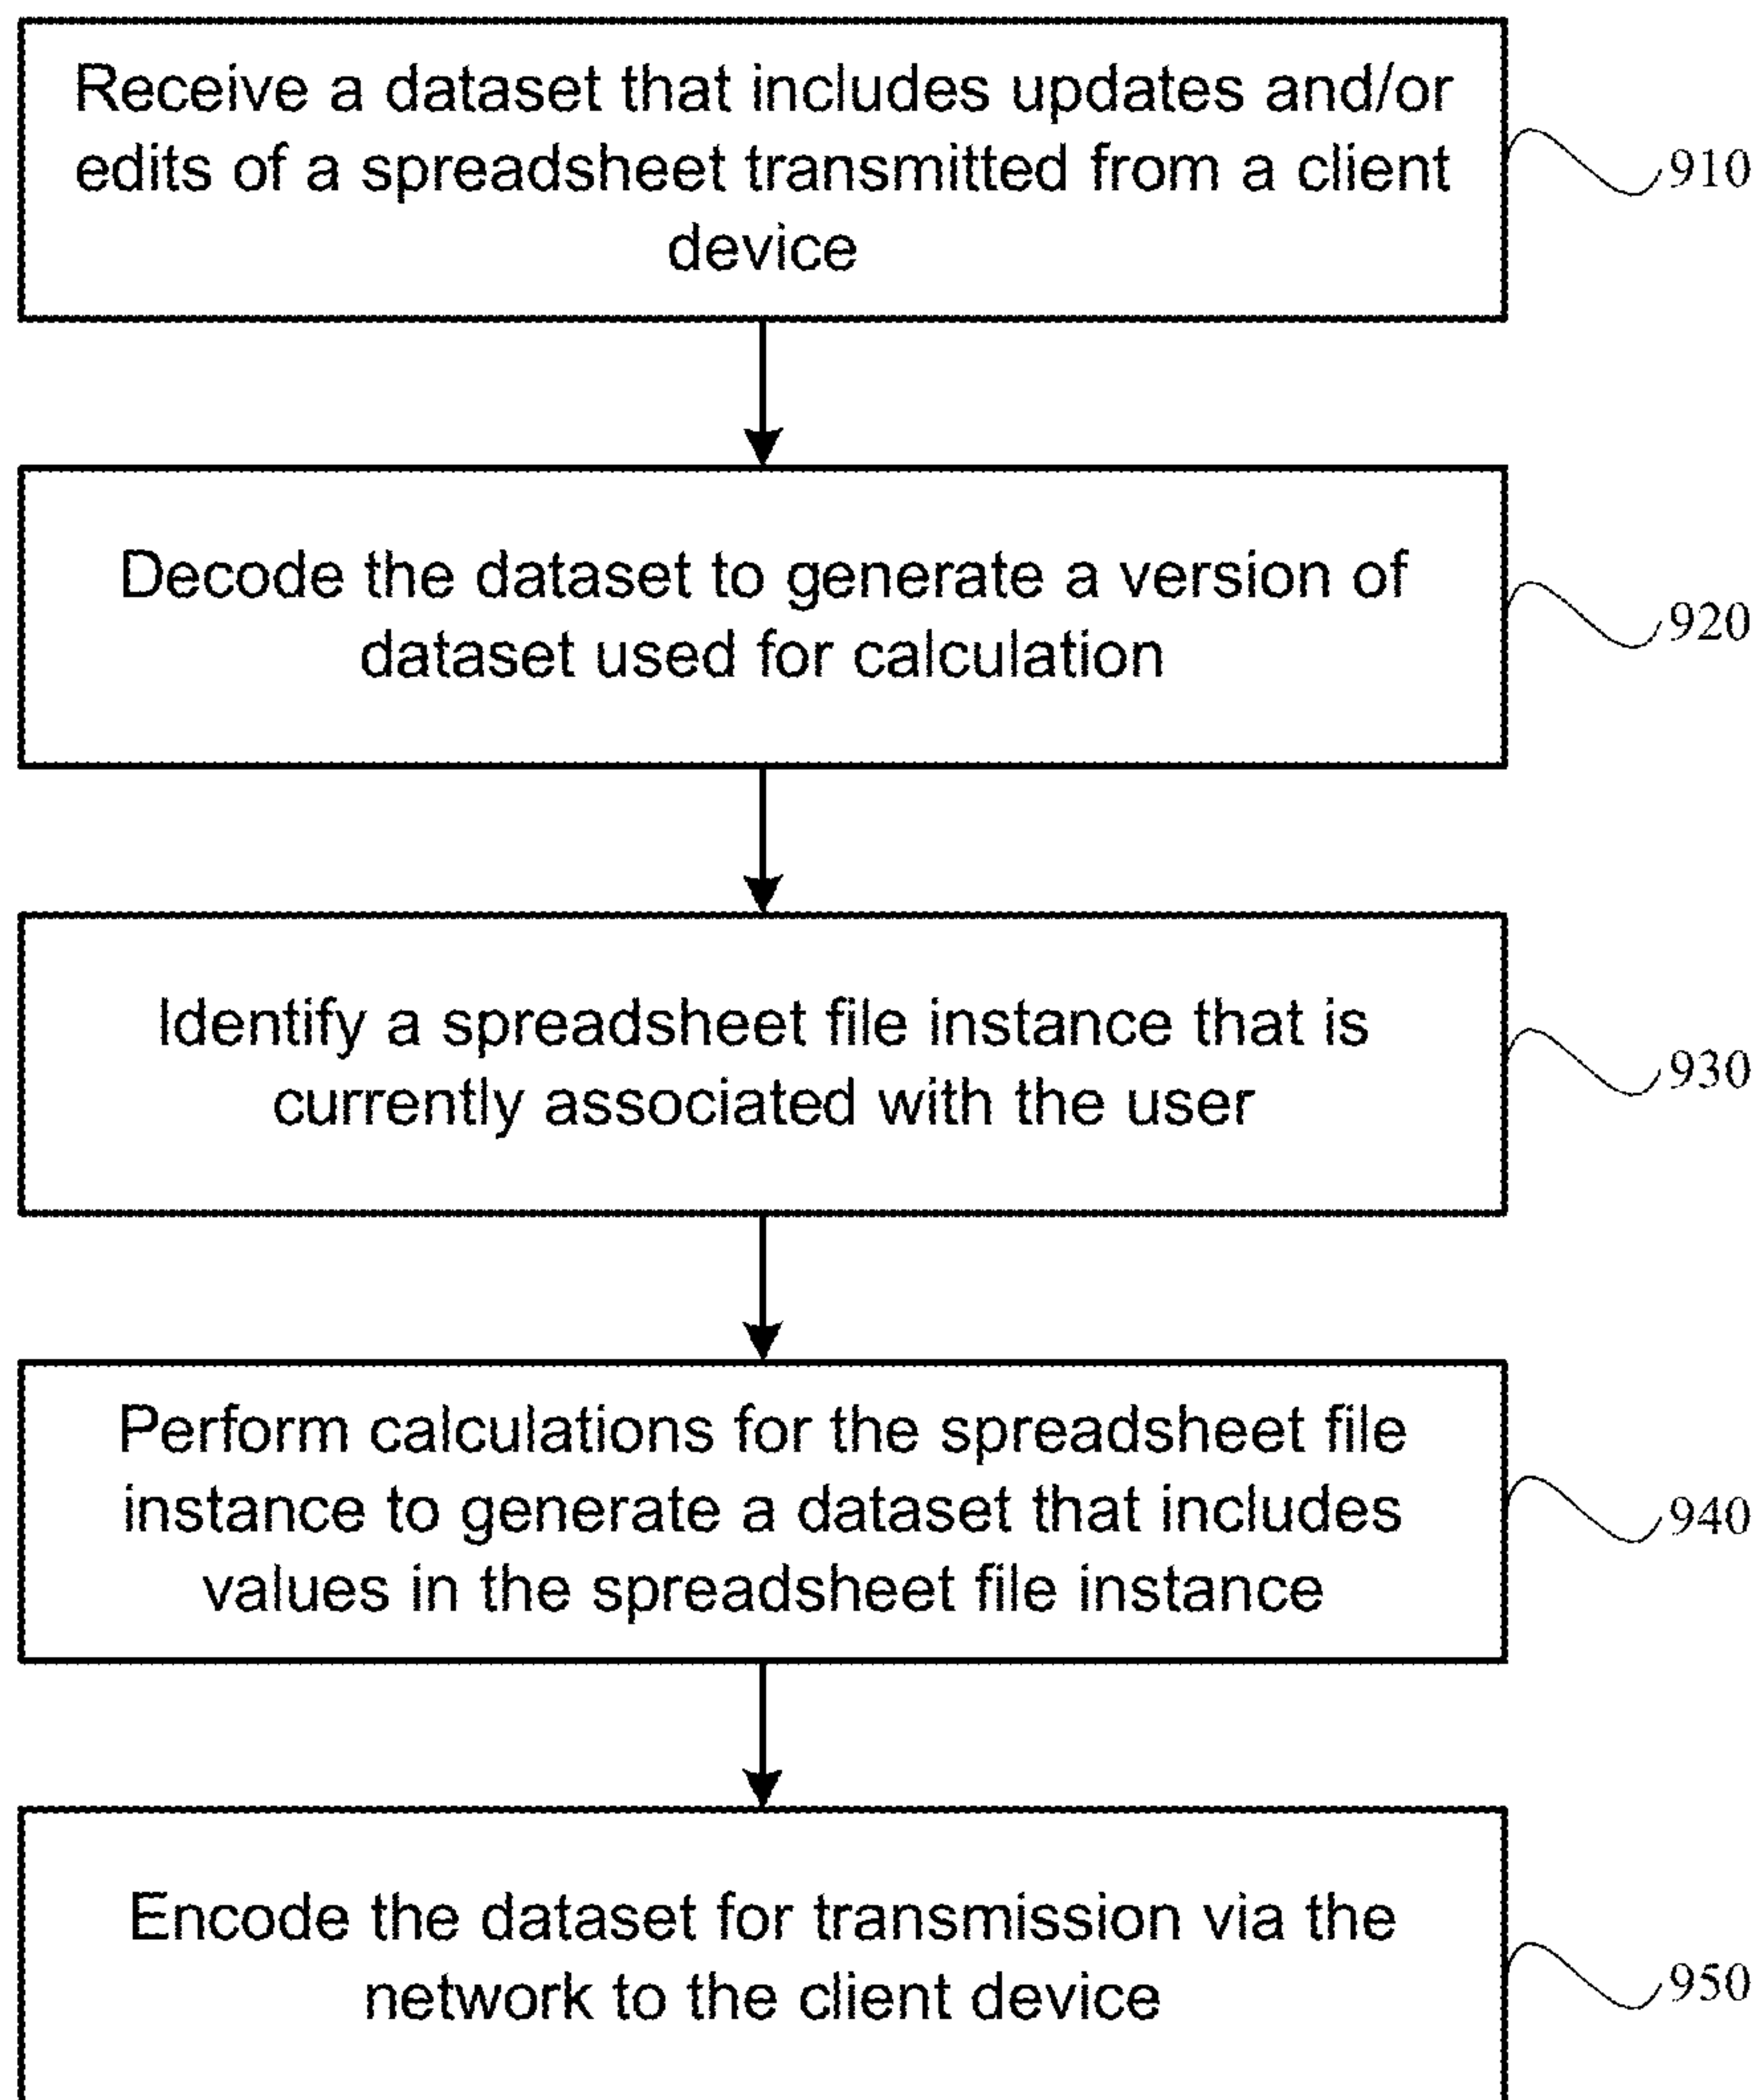 Receive a dataset that includes updates and/or
edits of a spreadsheet transmitted from a client
device
910
Decode the dataset to generate a version of
dataset used for calculation
920
Identify a spreadsheet file instance that is
currently associated with the user
930
Perform calculations for the spreadsheet file
instance to generate a dataset that includes
values in the spreadsheet file instance
940
Encode the dataset for transmission via the
network to the client device
950